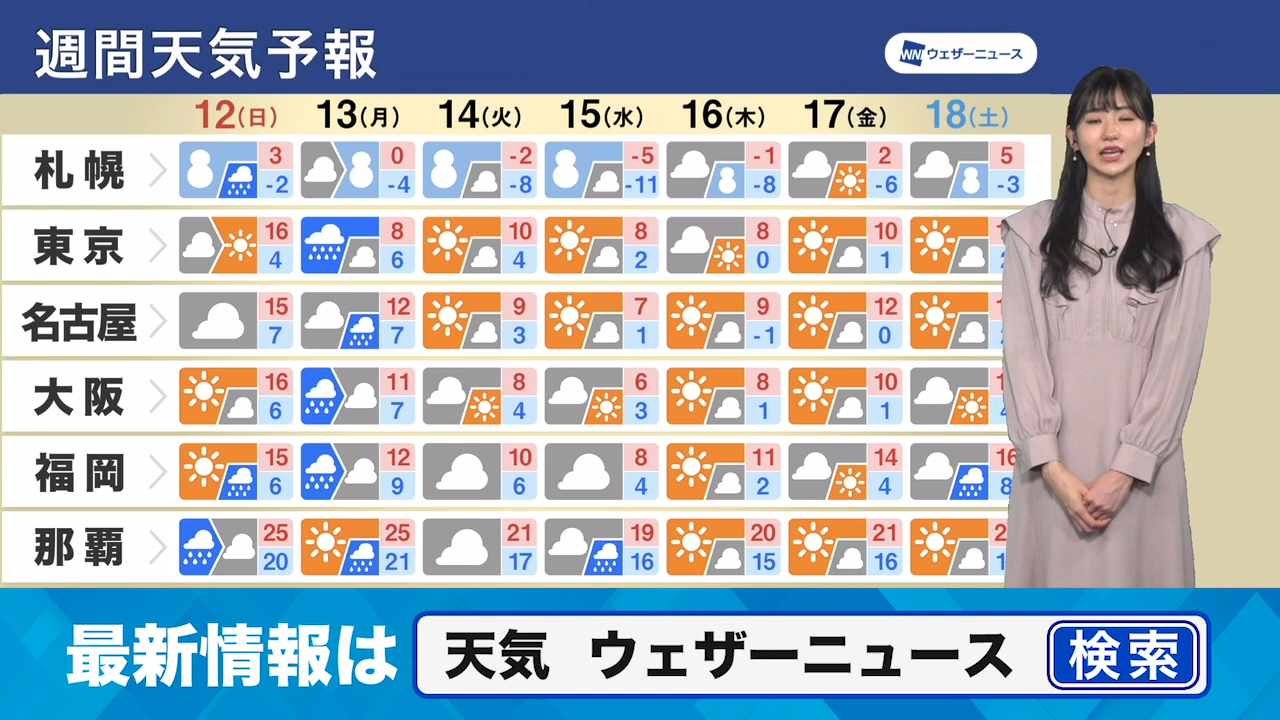 週間天気予報
WNI ウェザーニュース
12(日) 13(月) 14(火) 15(水) 16(木) 17(金) 18(土)
札幌 3 0 -2 -5 -1 2 5
-2 -4 -8 -11 -8 -6 -3
東京 16 8 10 8 8 10
4 6 4 2 0 1
名古屋 15 12 9 7 9 12
7 7 3 1 -1 0
大阪 16 11 8 6 8 10
6 7 4 3 1 1
福岡 15 12 10 8 11 14 16
6 9 6 4 2 4 8
那覇 25 25 21 19 20 21
20 21 17 16 15 16
最新情報は 天気 ウェザーニュース 検索